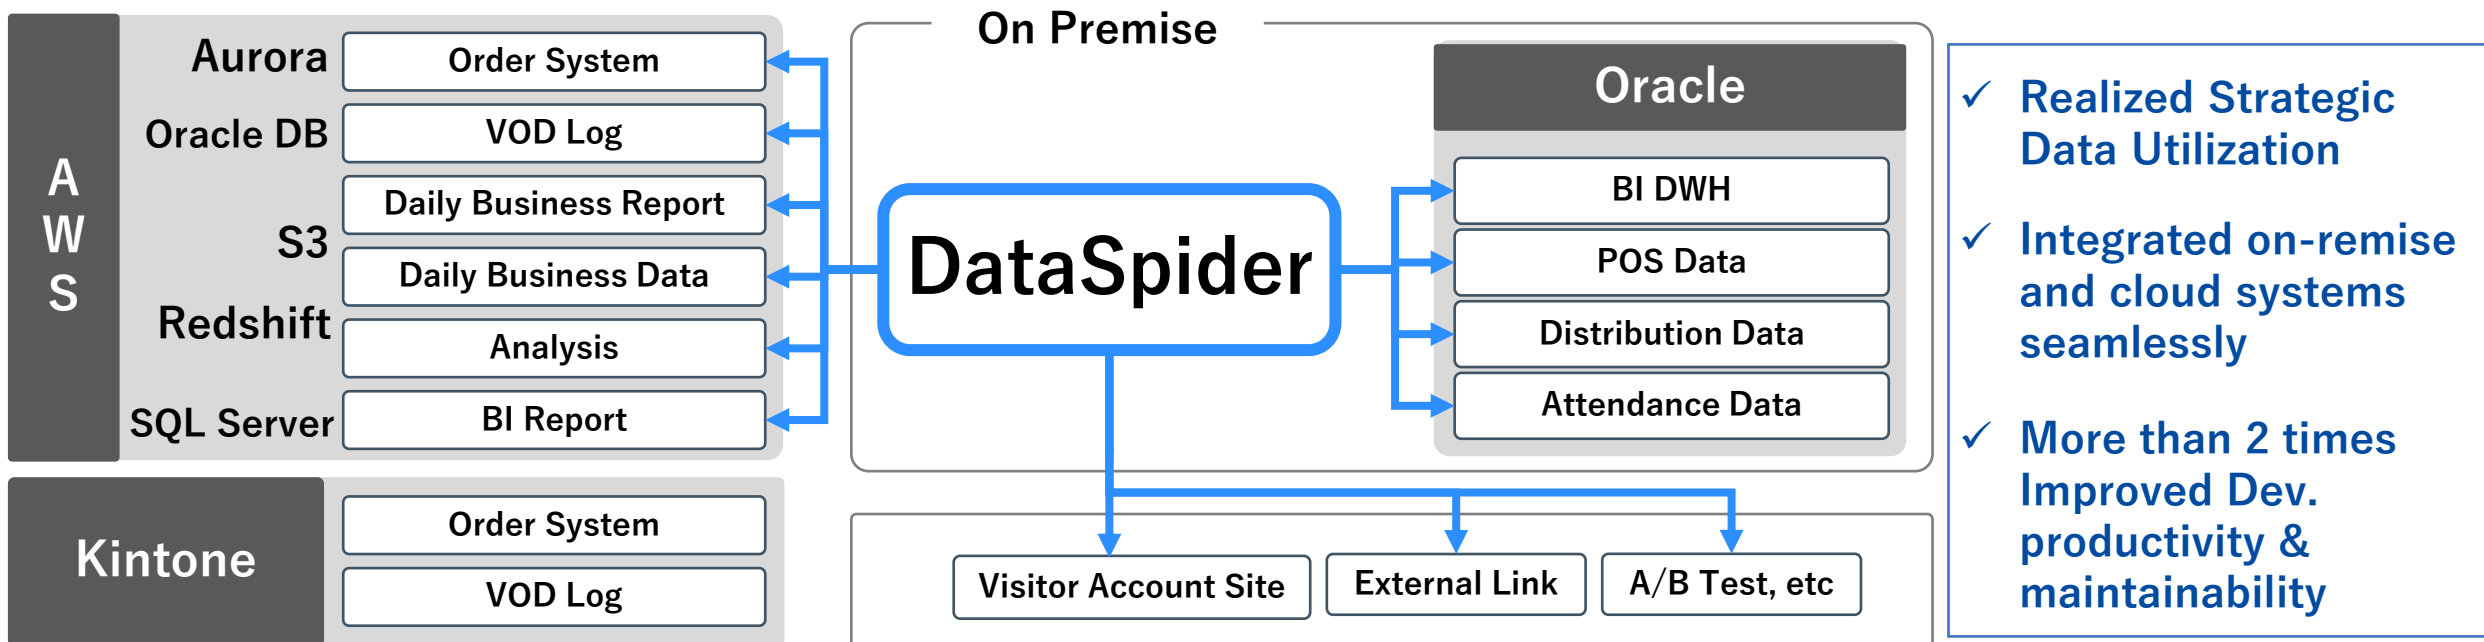 A
W
S
Aurora
Order System
Oracle DB
VOD Log
S3
Daily Business Report
Daily Business Data
Redshift
Analysis
SQL Server
BI Report
Kintone
Order System
VOD Log
On Premise
DataSpider
Oracle
BI DWH
POS Data
Distribution Data
Attendance Data
Visitor Account Site
External Link
A/B Test, etc
✓ Realized Strategic
Data Utilization
✓ Integrated on-remise
and cloud systems
seamlessly
✓ More than 2 times
Improved Dev.
productivity &
maintainability